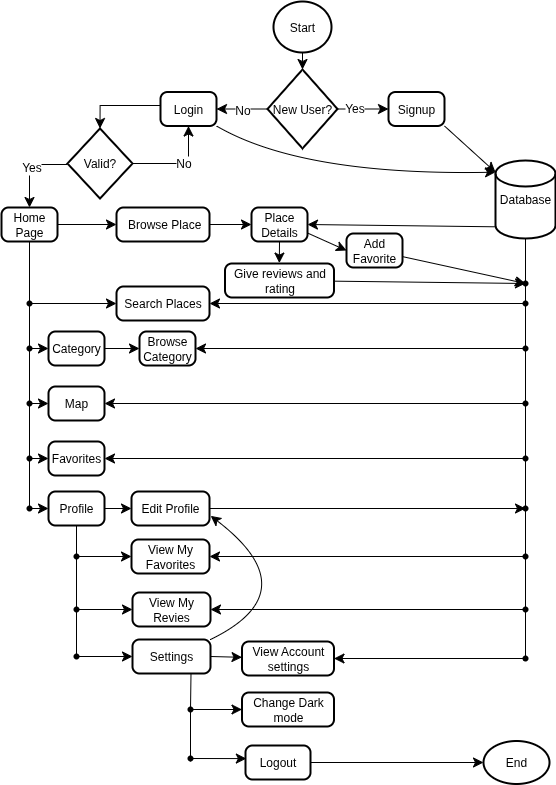 Start
New User?
No
Yes
Login
Signup
Valid?
Yes
No
Database
Home
Page
Browse Place
Place
Details
Add
Favorite
Give reviews and
rating
Search Places
Category
Browse
Category
Map
Favorites
Profile
Edit Profile
View My
Favorites
View My
Revies
Settings
View Account
settings
Change Dark
mode
Logout
End